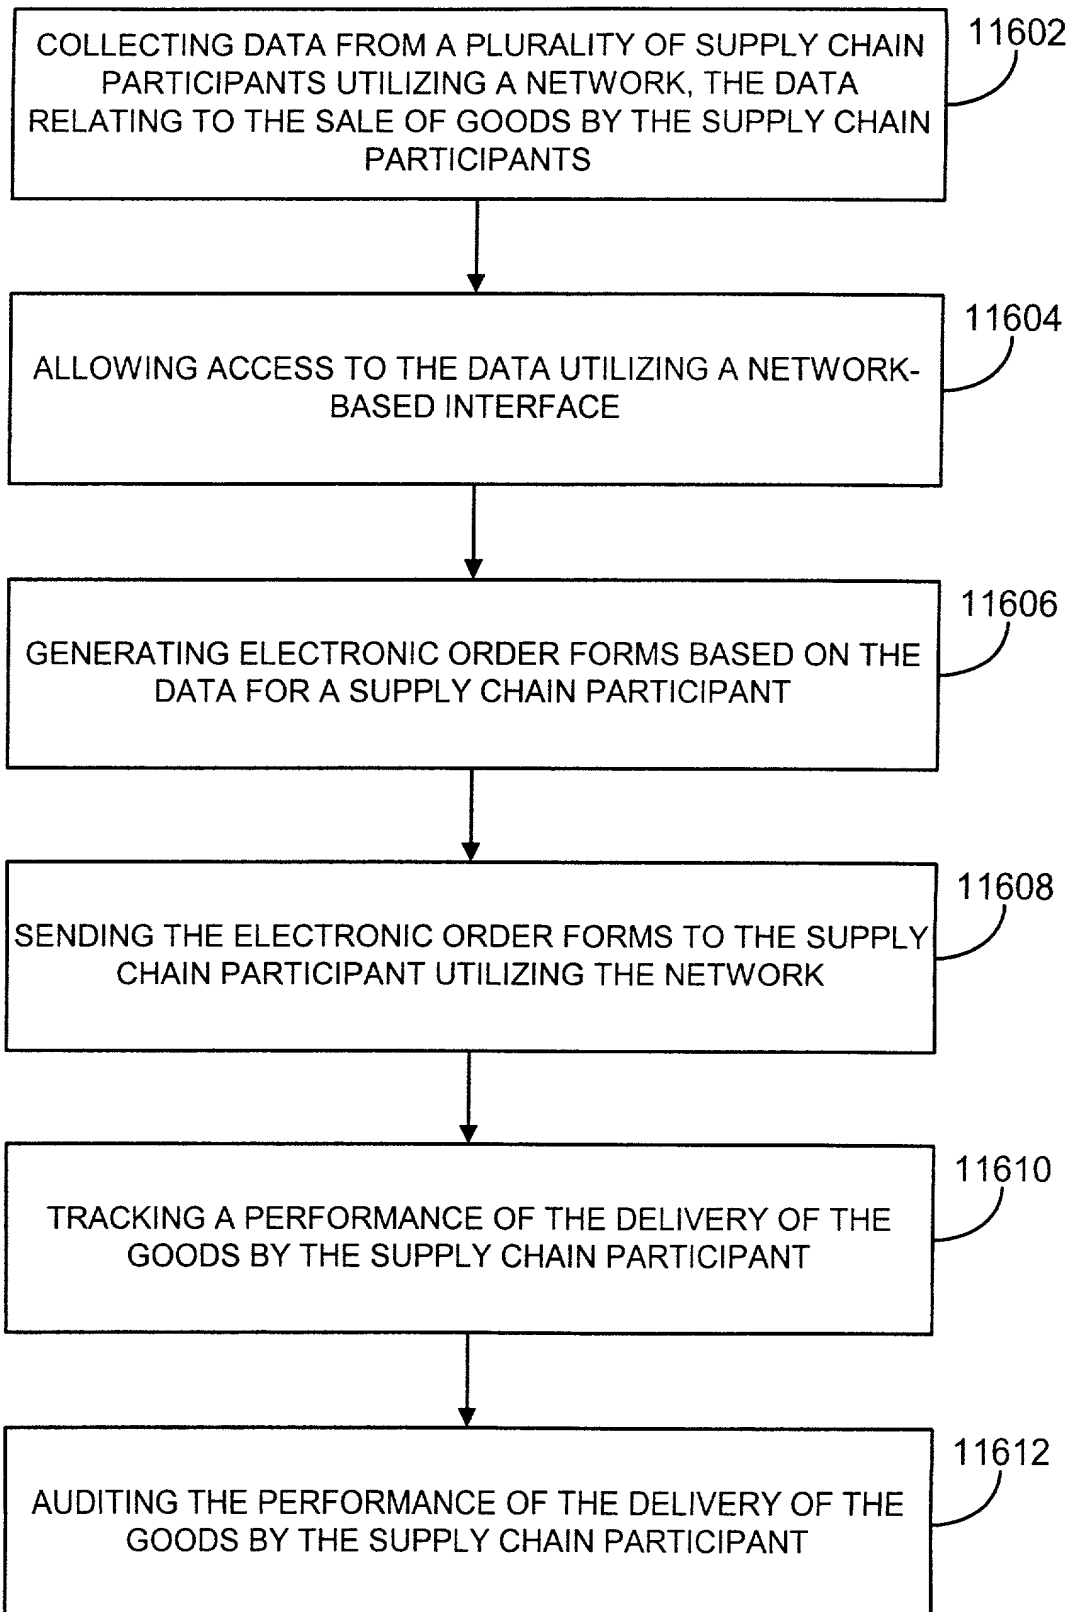 COLLECTING DATA FROM A PLURALITY OF SUPPLY CHAIN
PARTICIPANTS UTILIZING A NETWORK, THE DATA
RELATING TO THE SALE OF GOODS BY THE SUPPLY CHAIN
PARTICIPANTS
11602
ALLOWING ACCESS TO THE DATA UTILIZING A NETWORK-
BASED INTERFACE
11604
GENERATING ELECTRONIC ORDER FORMS BASED ON THE
DATA FOR A SUPPLY CHAIN PARTICIPANT
11606
SENDING THE ELECTRONIC ORDER FORMS TO THE SUPPLY
CHAIN PARTICIPANT UTILIZING THE NETWORK
11608
TRACKING A PERFORMANCE OF THE DELIVERY OF THE
GOODS BY THE SUPPLY CHAIN PARTICIPANT
11610
AUDITING THE PERFORMANCE OF THE DELIVERY OF THE
GOODS BY THE SUPPLY CHAIN PARTICIPANT
11612